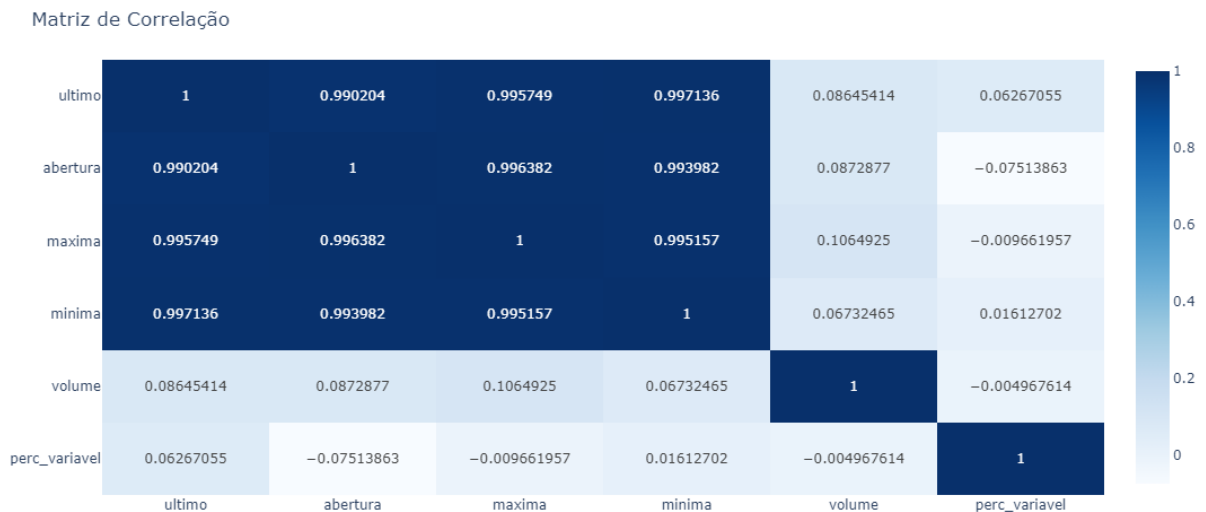 Matriz de Correlação
ultimo 1 0.990204 0.995749 0.997136 0.08645414 0.06267055
abertura 0.990204 1 0.996382 0.993982 0.0872877 −0.07513863
maxima 0.995749 0.996382 1 0.995157 0.1064925 −0.009661957
minima 0.997136 0.993982 0.995157 1 0.06732465 0.01612702
volume 0.08645414 0.0872877 0.1064925 0.06732465 1 −0.004967614
perc_variavel 0.06267055 −0.07513863 −0.009661957 0.01612702 −0.004967614 1
ultimo abertura maxima minima volume perc_variavel
1
0.8
0.6
0.4
0.2
0